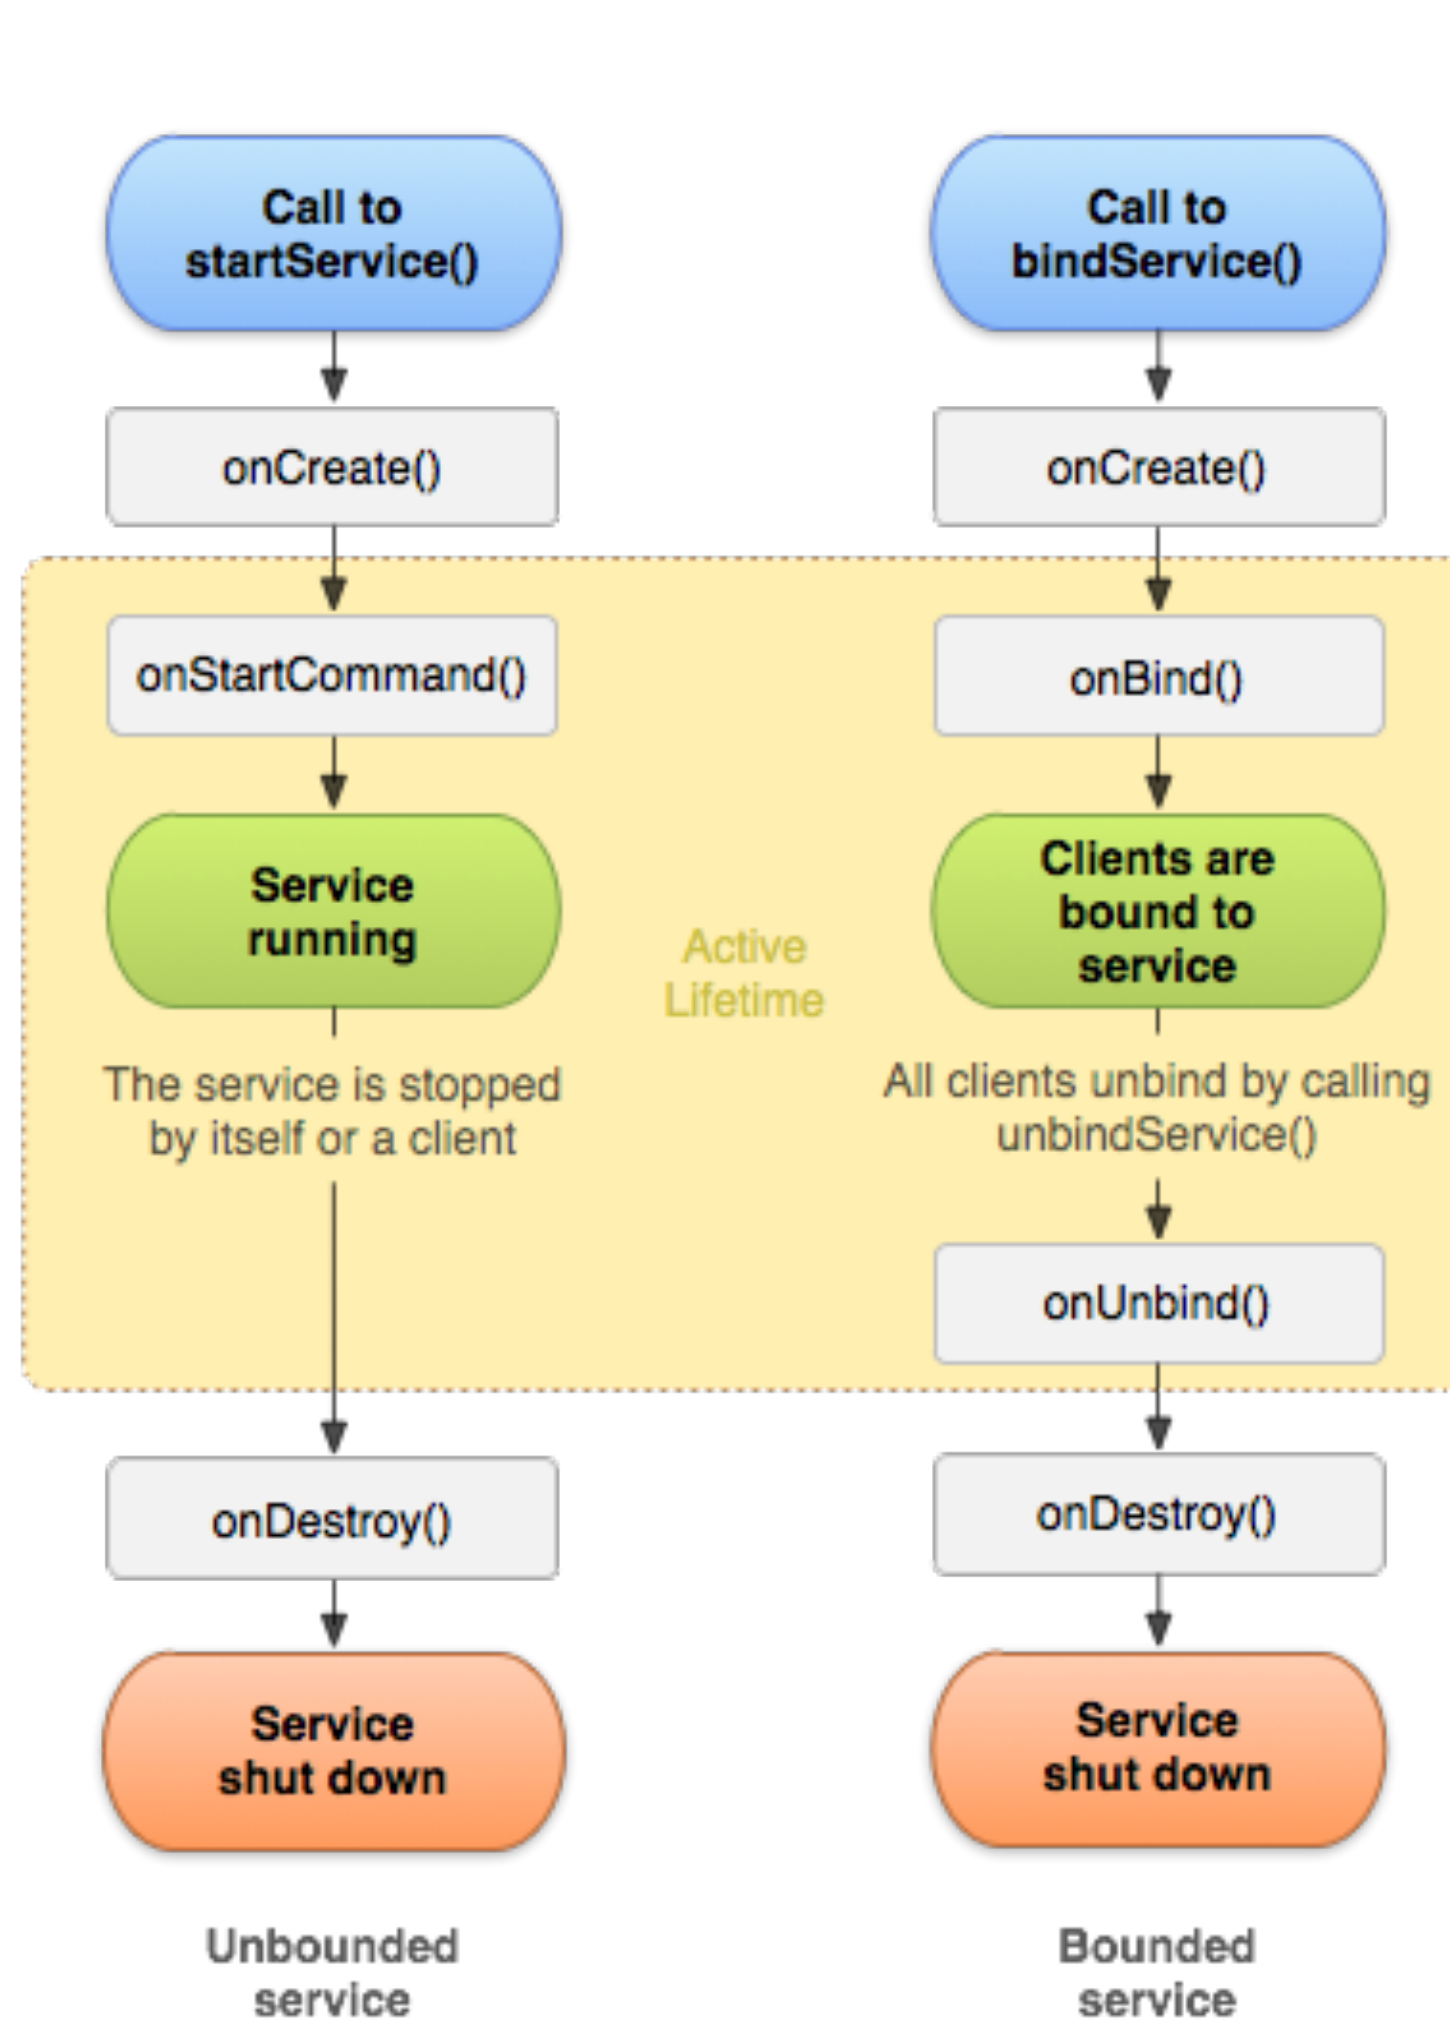 Call to
startService()
onCreate()
onStartCommand()
Service
running
The service is stopped
by itself or a client
onDestroy()
Service
shut down
Unbounded
service
Active
Lifetime
Call to
bindService()
onCreate()
onBind()
Clients are
bound to
service
All clients unbind by calling
unbindService()
onUnbind()
onDestroy()
Service
shut down
Bounded
service